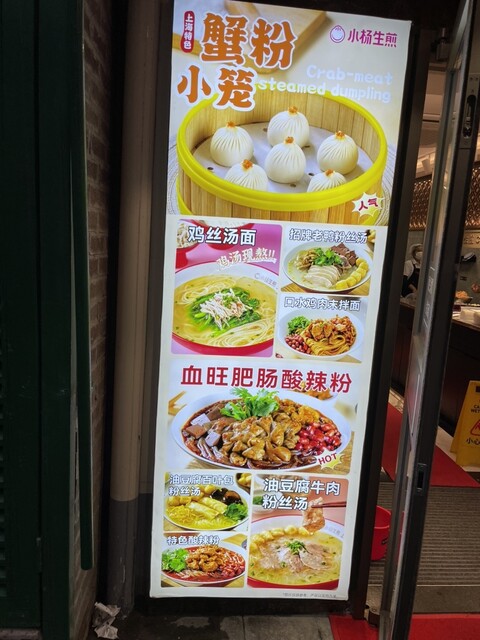 上海特色
蟹粉
小笼
小杨生煎
Crab-meat
steamed dumpling
人气
鸡丝汤面
鸡汤现熬!!
招牌老鸭粉丝汤
口水鸡肉末拌面
血旺肥肠酸辣粉
HOT
油豆腐百叶包
粉丝汤
油豆腐牛肉
粉丝汤
特色酸辣粉
小心